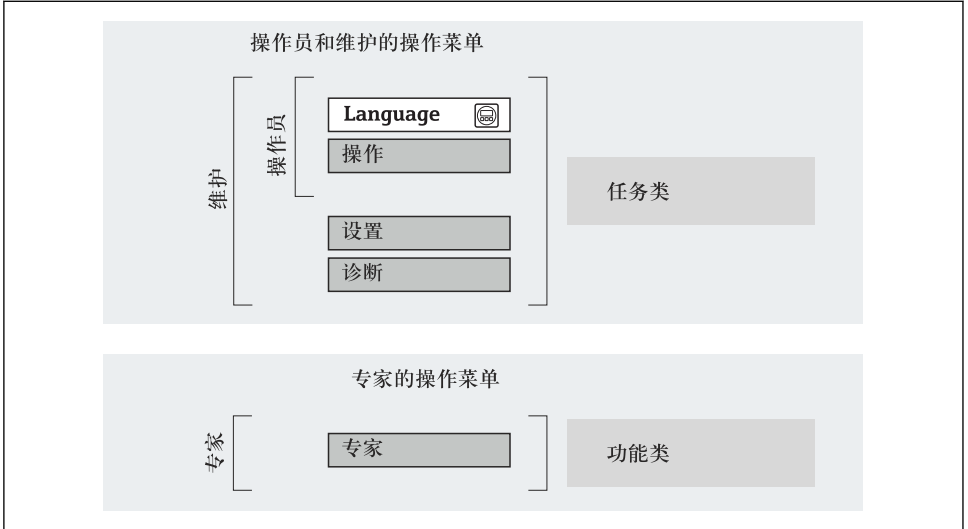 操作员和维护的操作菜单
Language
操作员
操作
维护
任务类
设置
诊断
专家的操作菜单
专家
专家
功能类